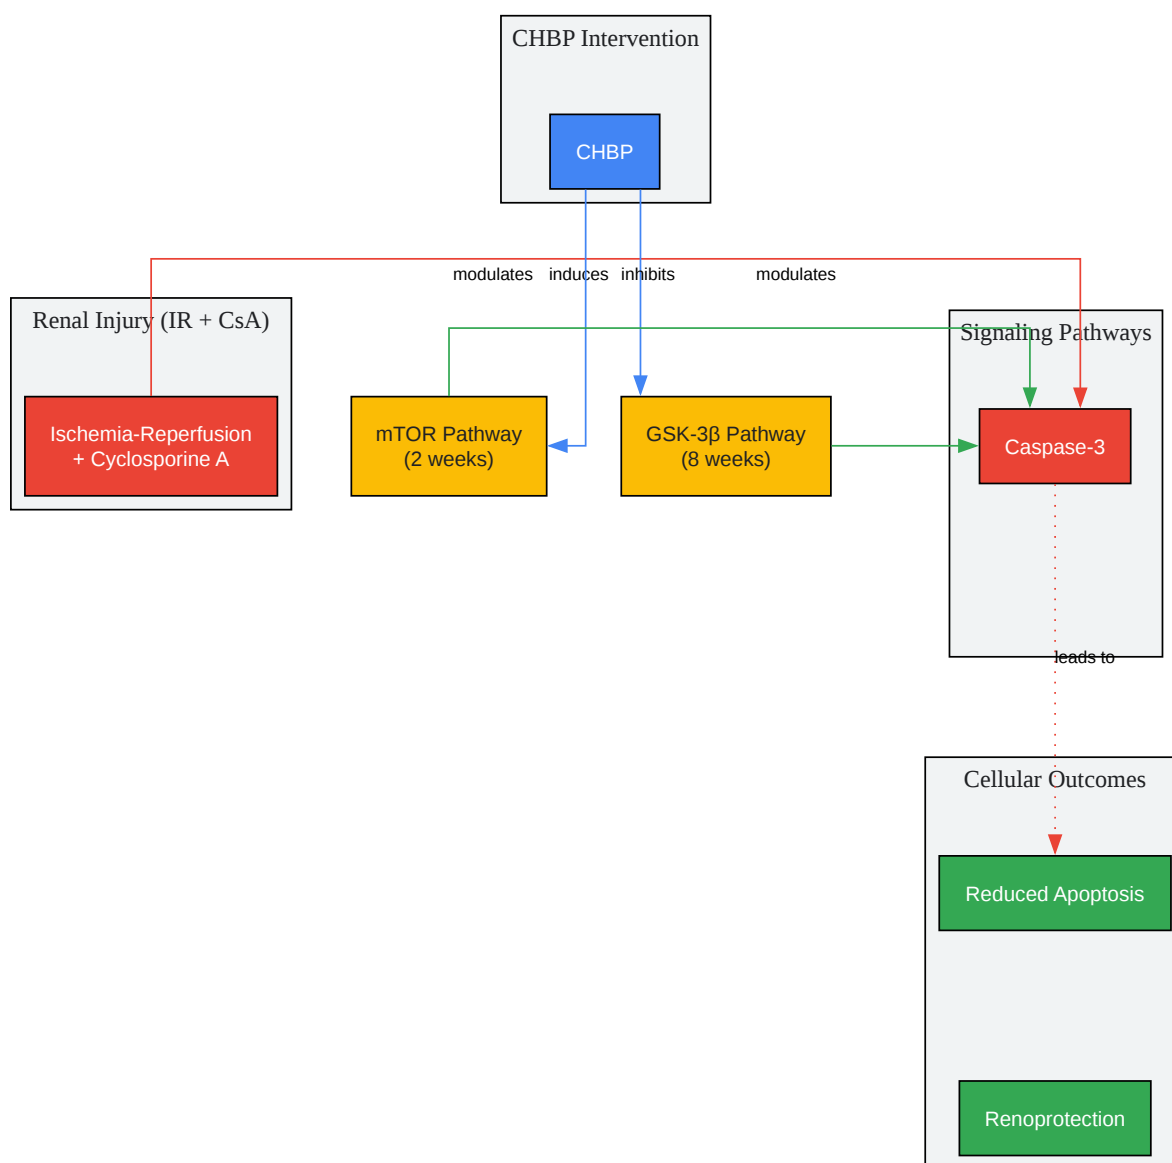 CHBP Intervention
CHBP
modulates
induces
inhibits
modulates
Renal Injury (IR + CsA)
Signaling Pathways
Ischemia-Reperfusion
+ Cyclosporine A
mTOR Pathway
(2 weeks)
GSK-3β Pathway
(8 weeks)
Caspase-3
leads to
Cellular Outcomes
Reduced Apoptosis
Renoprotection